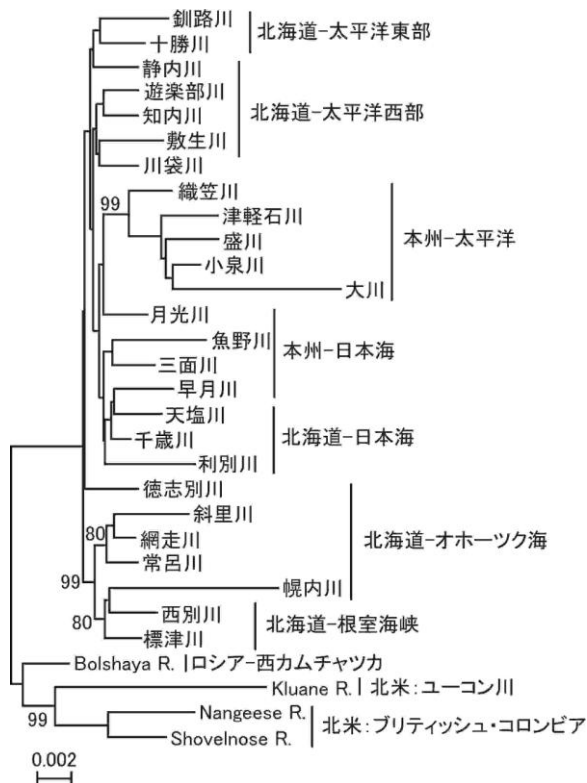 釧路川
十勝川
北海道-太平洋東部
静内川
遊楽部川
知内川
敷生川
川袋川
北海道-太平洋西部
99
織笠川
津軽石川
盛川
小泉川
大川
本州-太平洋
月光川
魚野川
三面川
早月川
本州-日本海
天塩川
千歳川
利別川
北海道-日本海
徳志別川
斜里川
80
網走川
常呂川
99
幌内川
北海道-オホーツク海
80
西別川
標津川
北海道-根室海峡
Bolshaya R. ロシア-西カムチャツカ
Kluane R. 北米:ユーコン川
99
Nangeese R.
Shovelnose R.
北米:ブリティッシュ・コロンビア
0.002